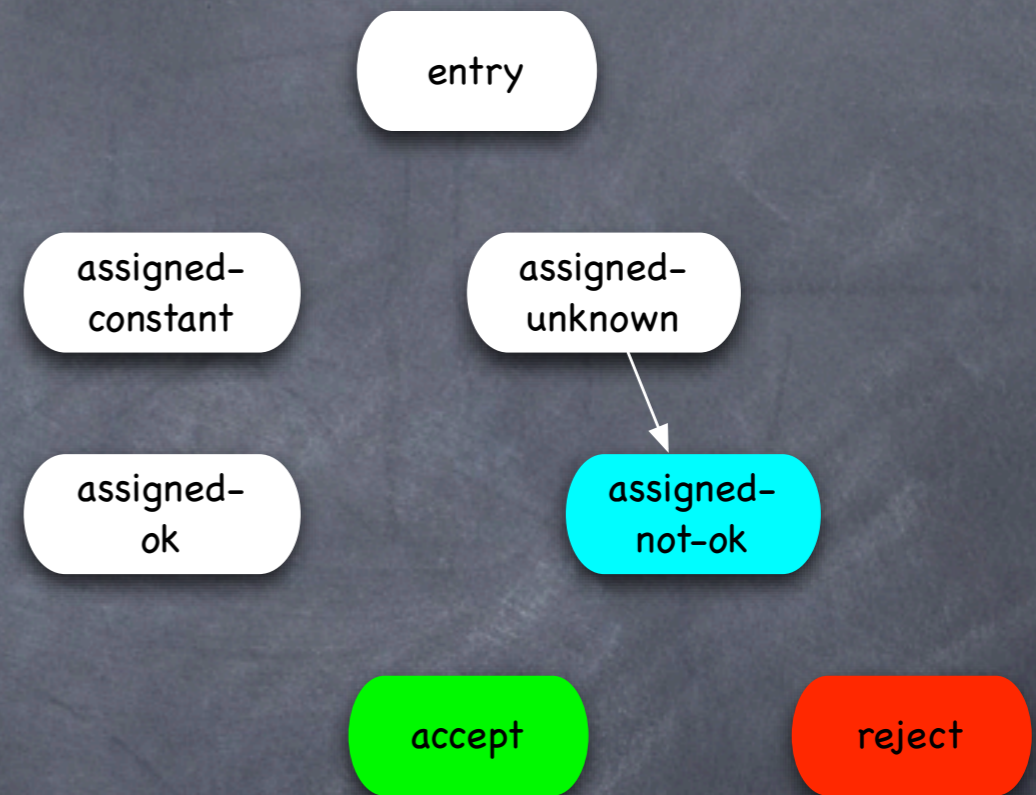 entry
assigned-
constant
assigned-
unknown
assigned-
ok
assigned-
not-ok
accept
reject